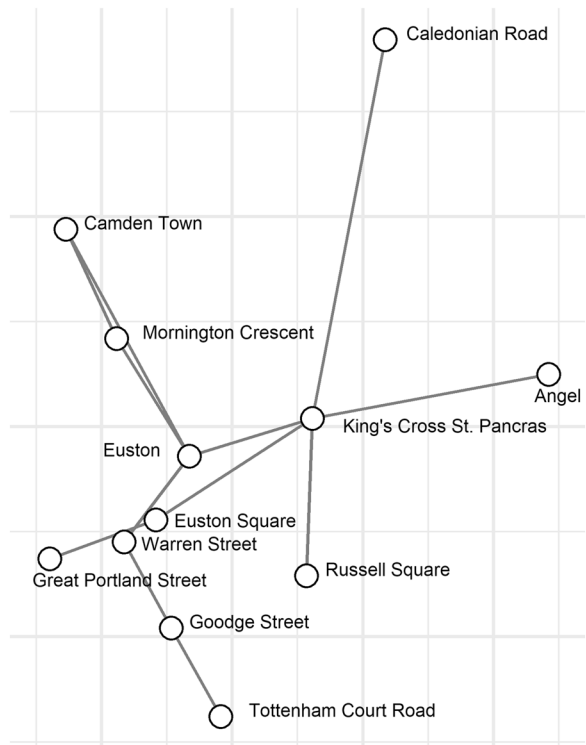 Caledonian Road
Camden Town
Mornington Crescent
Angel
King's Cross St. Pancras
Euston
Euston Square
Warren Street
Russell Square
Great Portland Street
Goodge Street
Tottenham Court Road